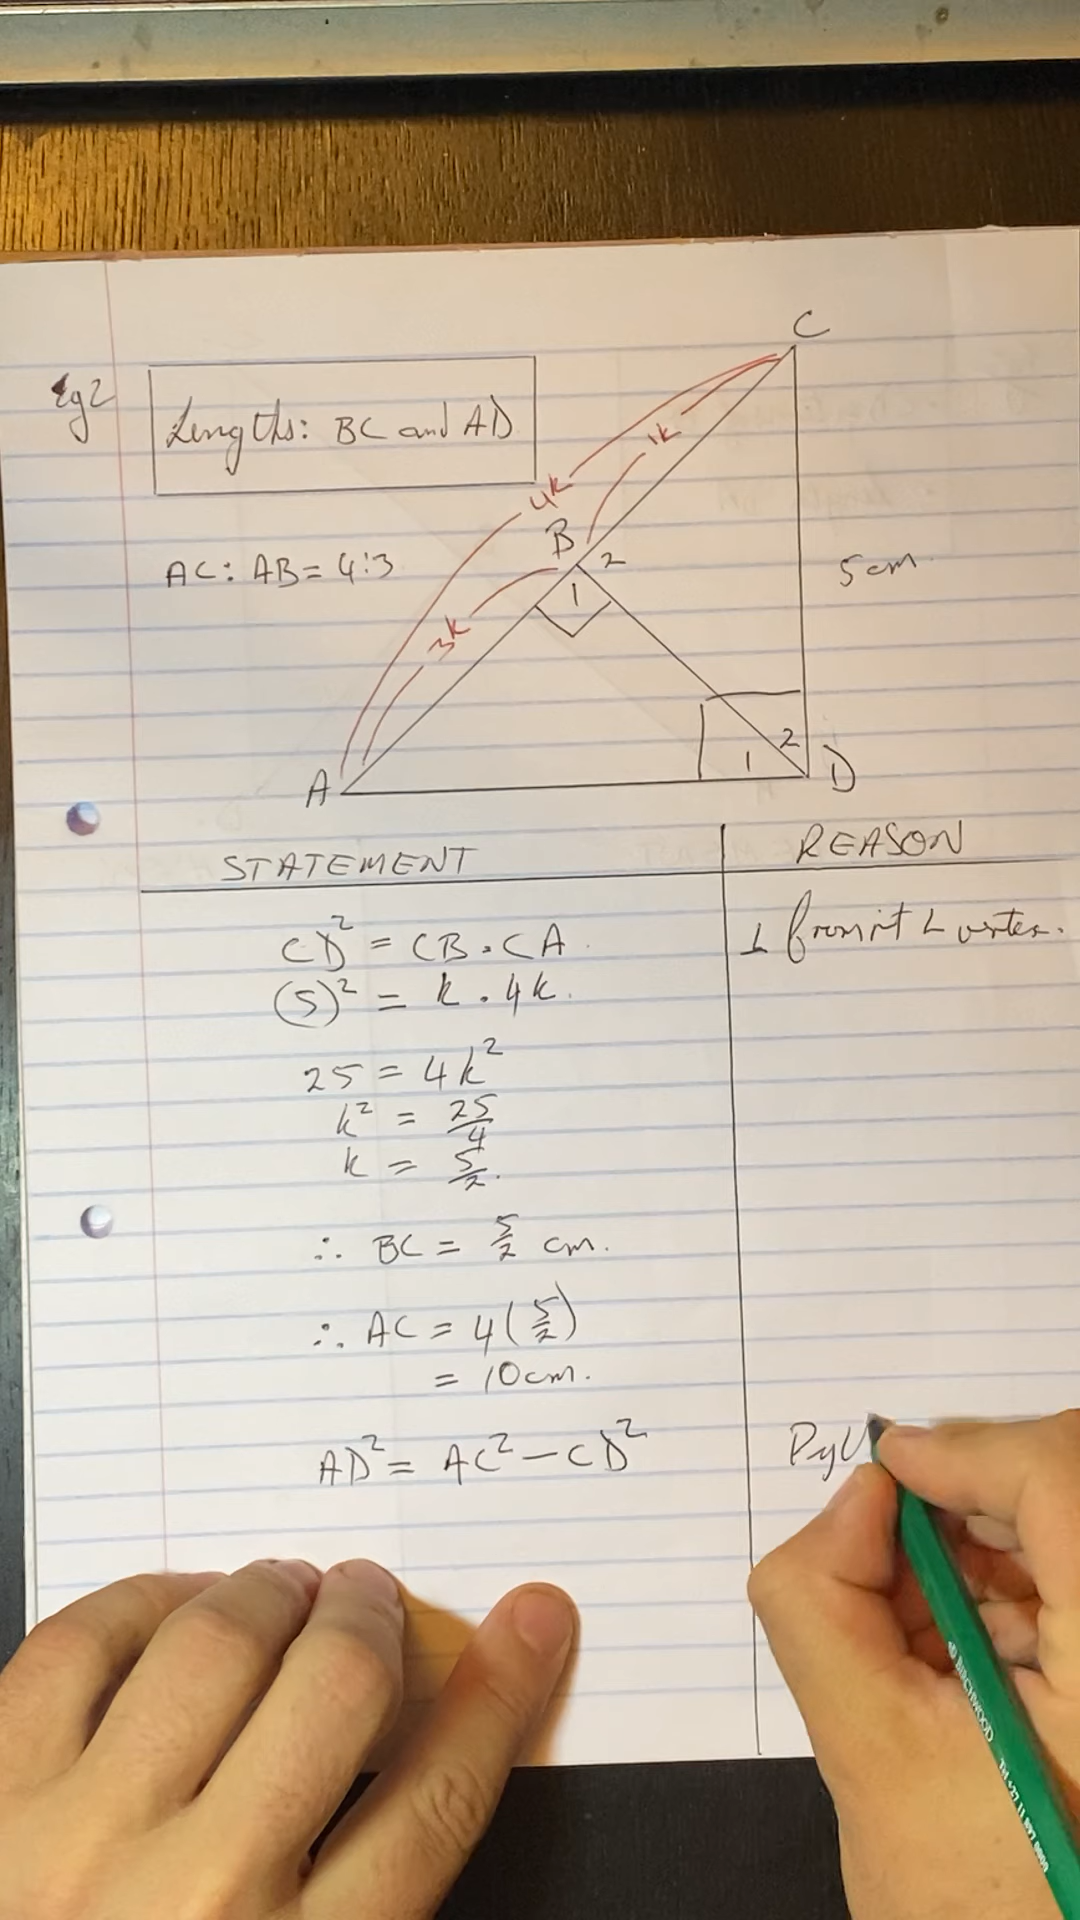 Eg2
Lengths: BC and AD
AC: AB = 4:3
C
4k
1k
B
2
1
5cm.
3k
2
1
A
D
STATEMENT
REASON
CD² = CB . CA.
⊥ from rt ∠ vertex.
(5)² = k . 4k.
25 = 4k²
k² = 25/4
k = 5/2.
∴ BC = 5/2 cm.
∴ AC = 4(5/2)
= 10cm.
AD² = AC² - CD²
Pyt
BIRCHWOOD